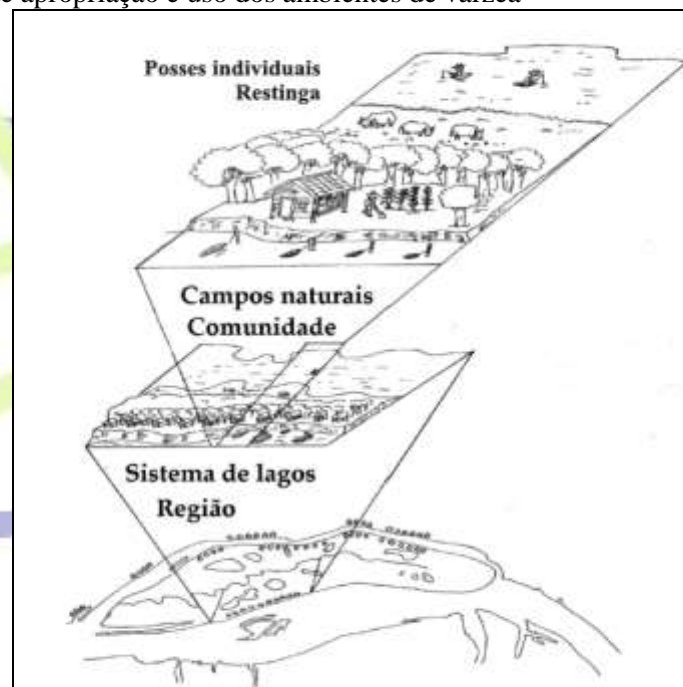 e apropriação e uso dos ambientes de várzea
Posses individuais
Restinga
Campos naturais
Comunidade
Sistema de lagos
Região